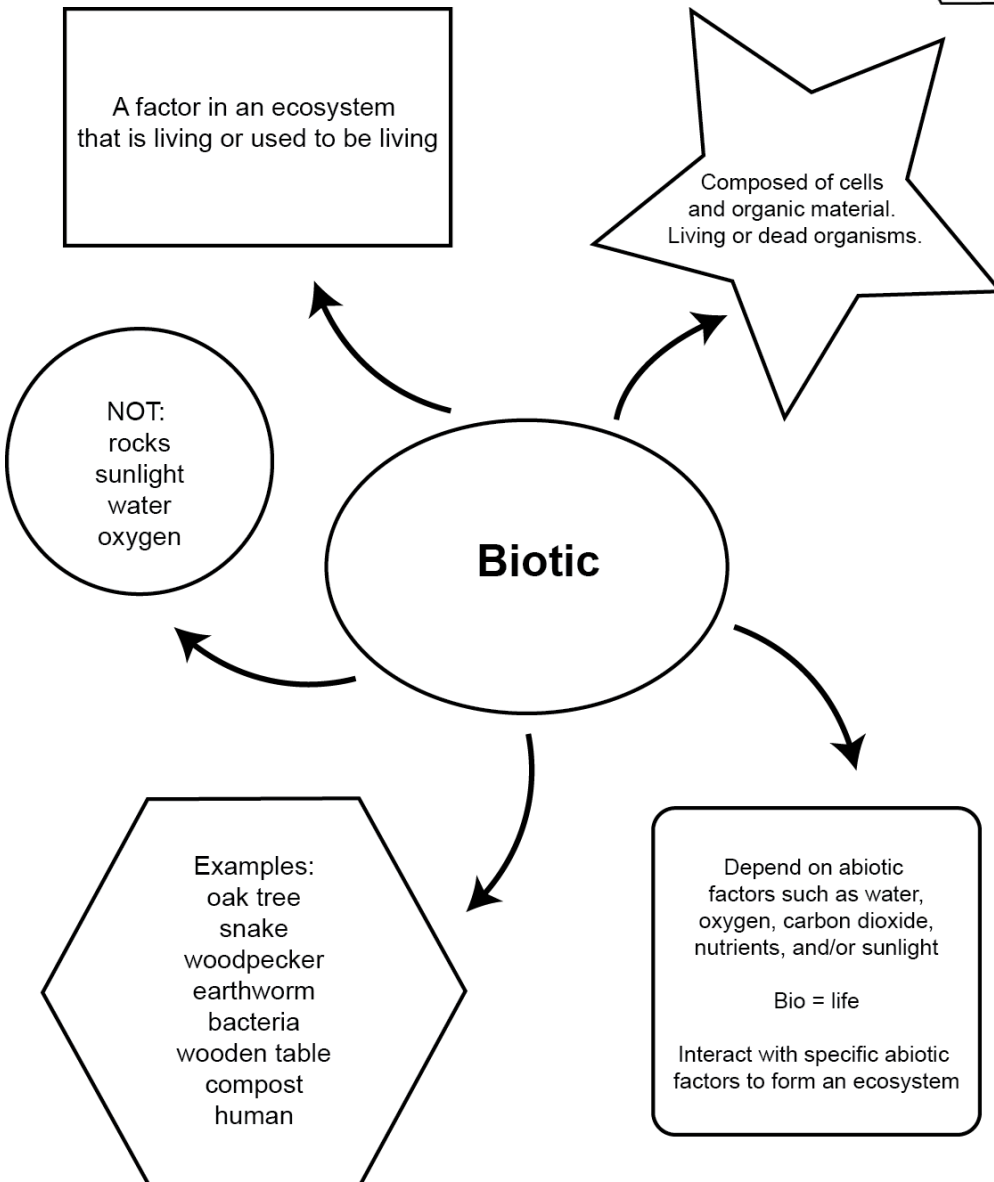 A factor in an ecosystem
that is living or used to be living
Composed of cells
and organic material.
Living or dead organisms.
NOT:
rocks
sunlight
water
oxygen
Biotic
Examples:
oak tree
snake
woodpecker
earthworm
bacteria
wooden table
compost
human
Depend on abiotic
factors such as water,
oxygen, carbon dioxide,
nutrients, and/or sunlight
Bio = life
Interact with specific abiotic
factors to form an ecosystem